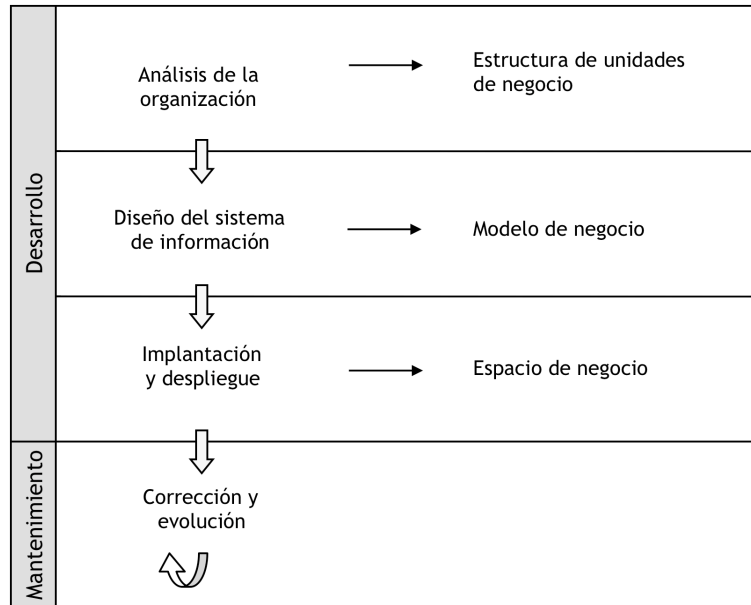 Desarrollo
Análisis de la
organización
Estructura de unidades
de negocio
Diseño del sistema
de información
Modelo de negocio
Implantación
y despliegue
Espacio de negocio
Mantenimiento
Corrección y
evolución